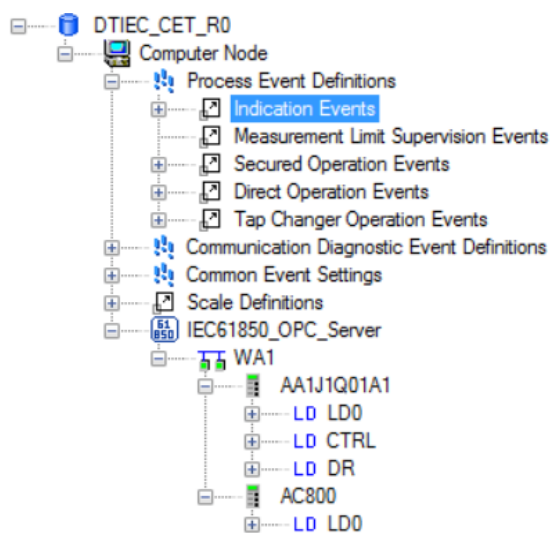 DTIEC_CET_R0
Computer Node
Process Event Definitions
Indication Events
Measurement Limit Supervision Events
Secured Operation Events
Direct Operation Events
Tap Changer Operation Events
Communication Diagnostic Event Definitions
Common Event Settings
Scale Definitions
61 850 IEC61850_OPC_Server
WA1
AA1J1Q01A1
LD LD0
LD CTRL
LD DR
AC800
LD LD0